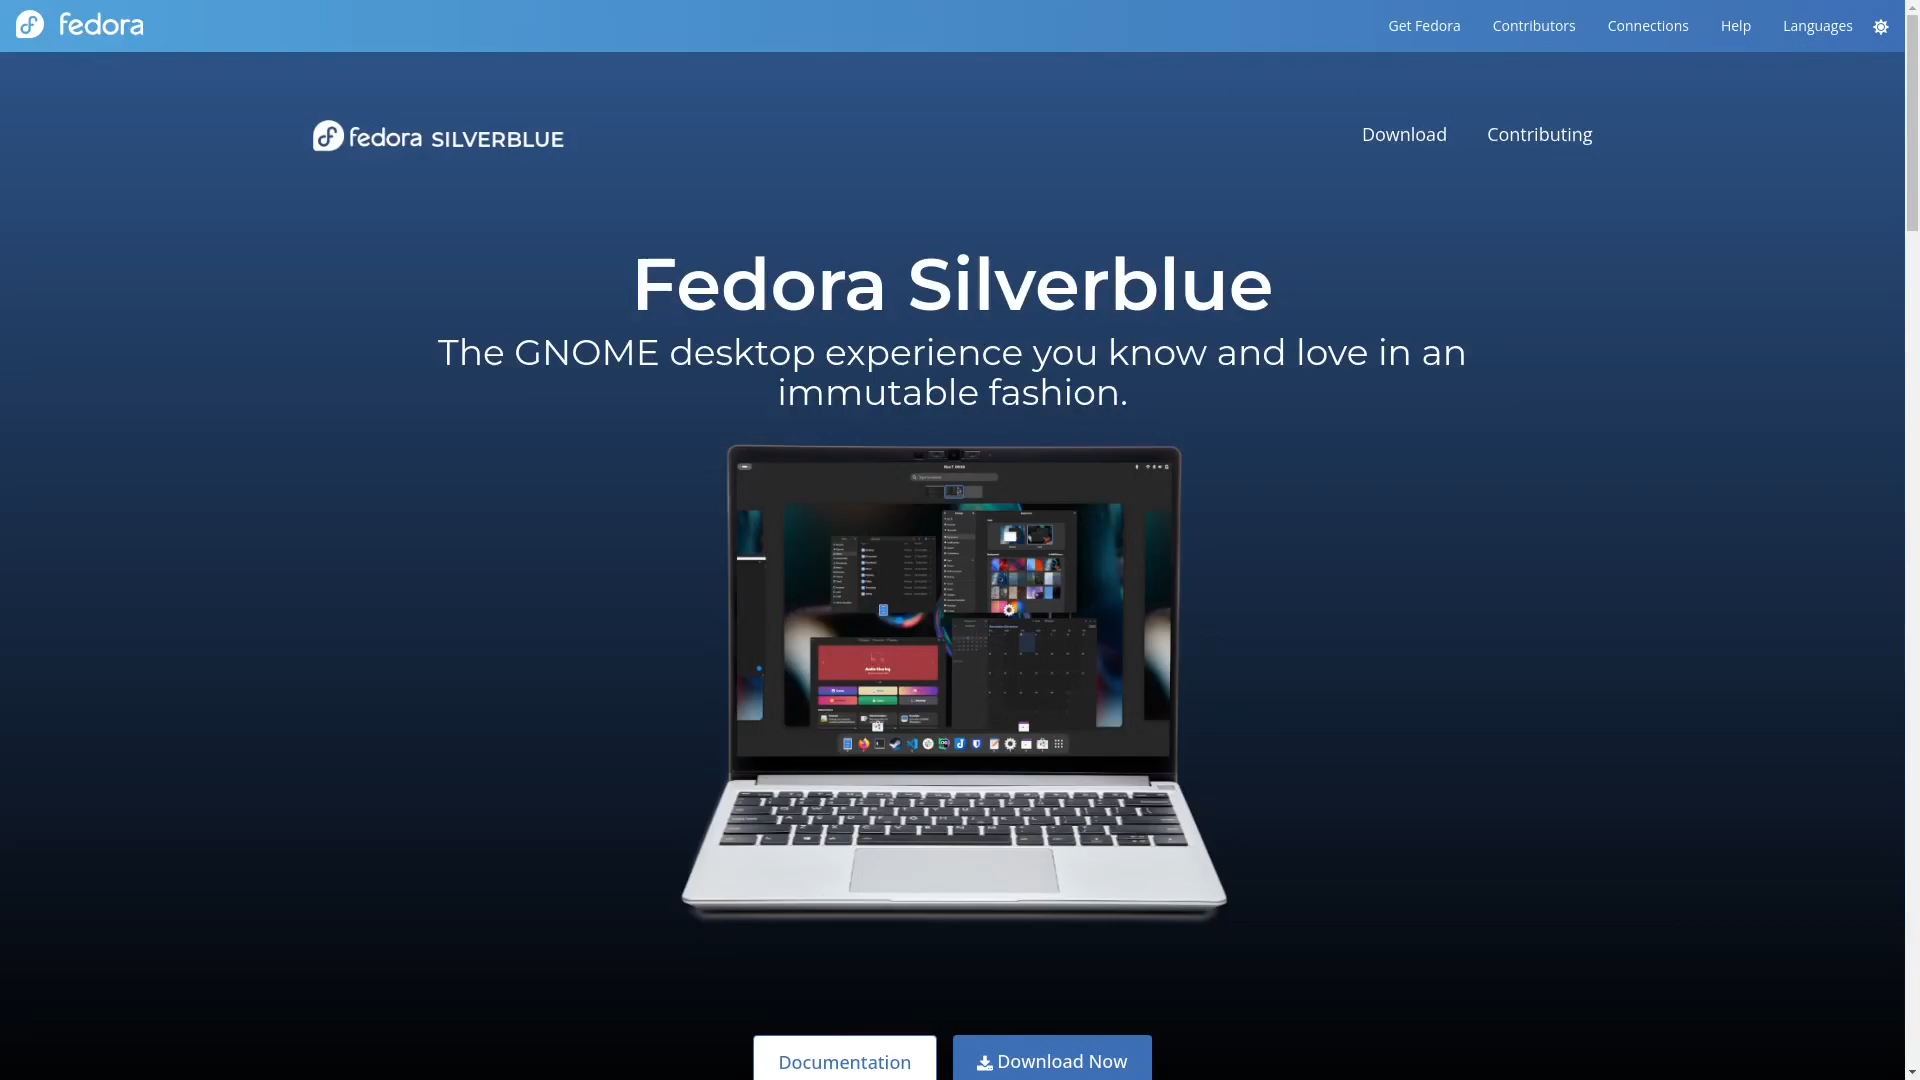 fedora
Get Fedora
Contributors
Connections
Help
Languages
fedora SILVERBLUE
Download
Contributing
Fedora Silverblue
The GNOME desktop experience you know and love in an
immutable fashion.
Documentation
Download Now